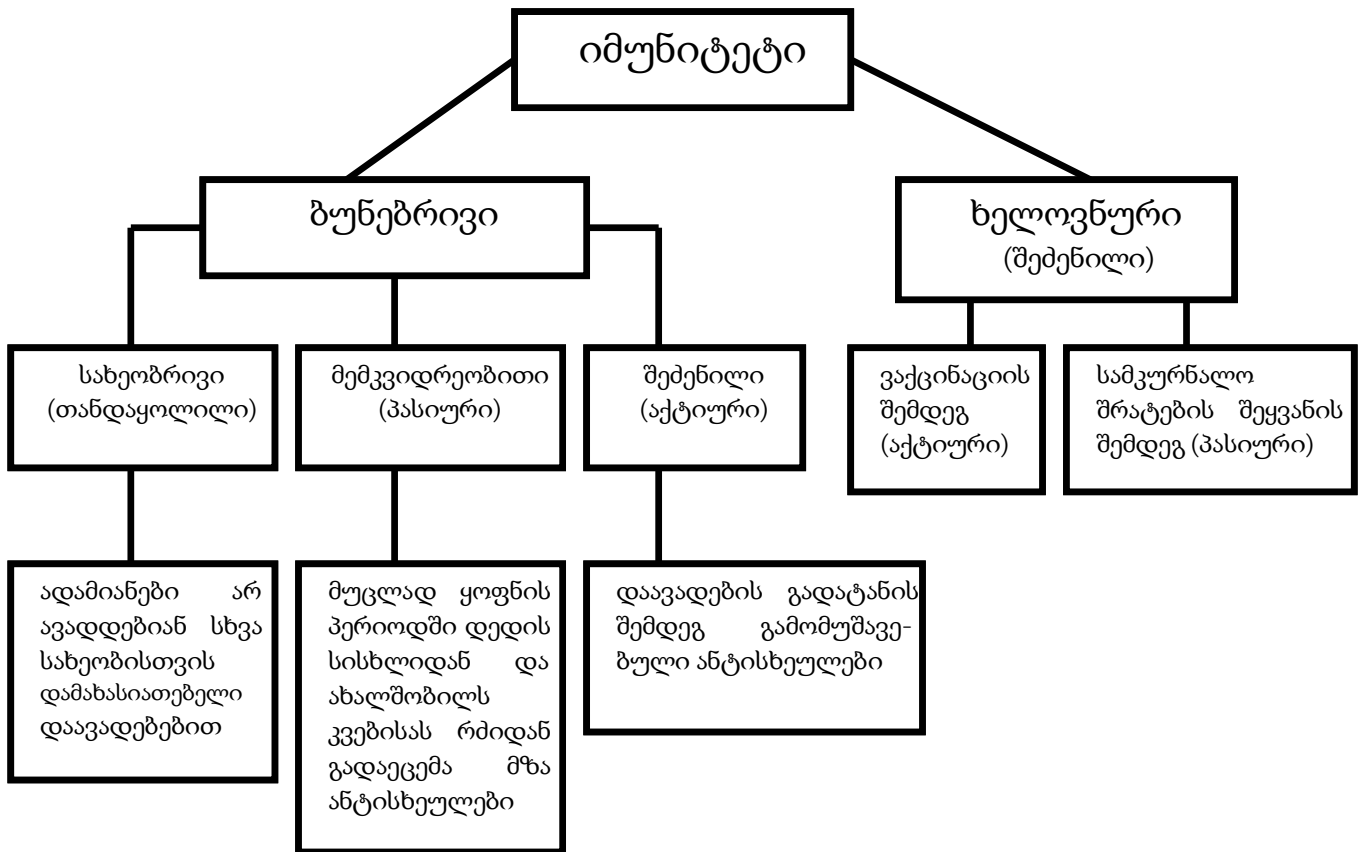 იმუნიტეტი
ბუნებრივი
ხელოვნური
(შეძენილი)
სახეობრივი
(თანდაყოლილი)
მემკვიდრეობითი
(პასიური)
შეძენილი
(აქტიური)
ვაქცინაციის
შემდეგ
(აქტიური)
სამკურნალო
შრატების შეყვანის
შემდეგ (პასიური)
ადამიანები არ
ავადდებიან სხვა
სახეობისთვის
დამახასიათებელი
დაავადებებით
მუცლად ყოფნის
პერიოდში დედის
სისხლიდან და
ახალშობილს
კვებისას რძიდან
გადაეცემა მზა
ანტისხეულები
დაავადების გადატანის
შემდეგ გამომუშავე-
ბული ანტისხეულები